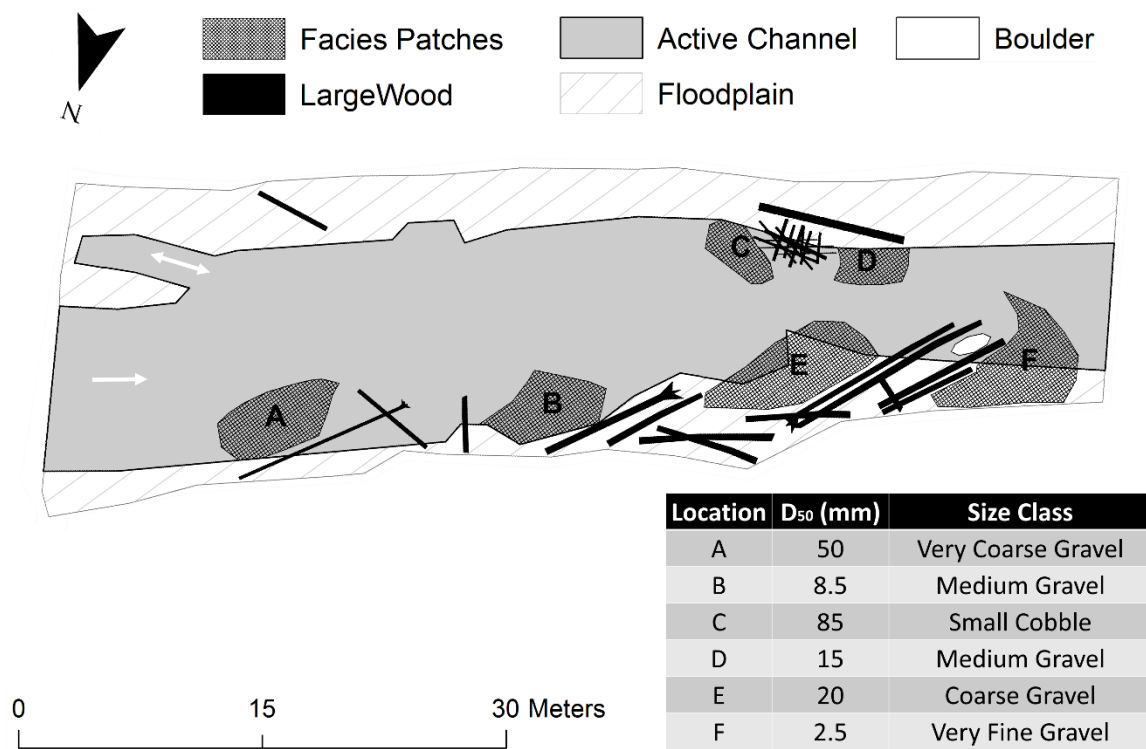 Facies Patches Active Channel Boulder
LargeWood Floodplain
N
C
D
E
F
A
B
Location D₅₀ (mm) Size Class
A 50 Very Coarse Gravel
B 8.5 Medium Gravel
C 85 Small Cobble
D 15 Medium Gravel
E 20 Coarse Gravel
F 2.5 Very Fine Gravel
0 15 30 Meters